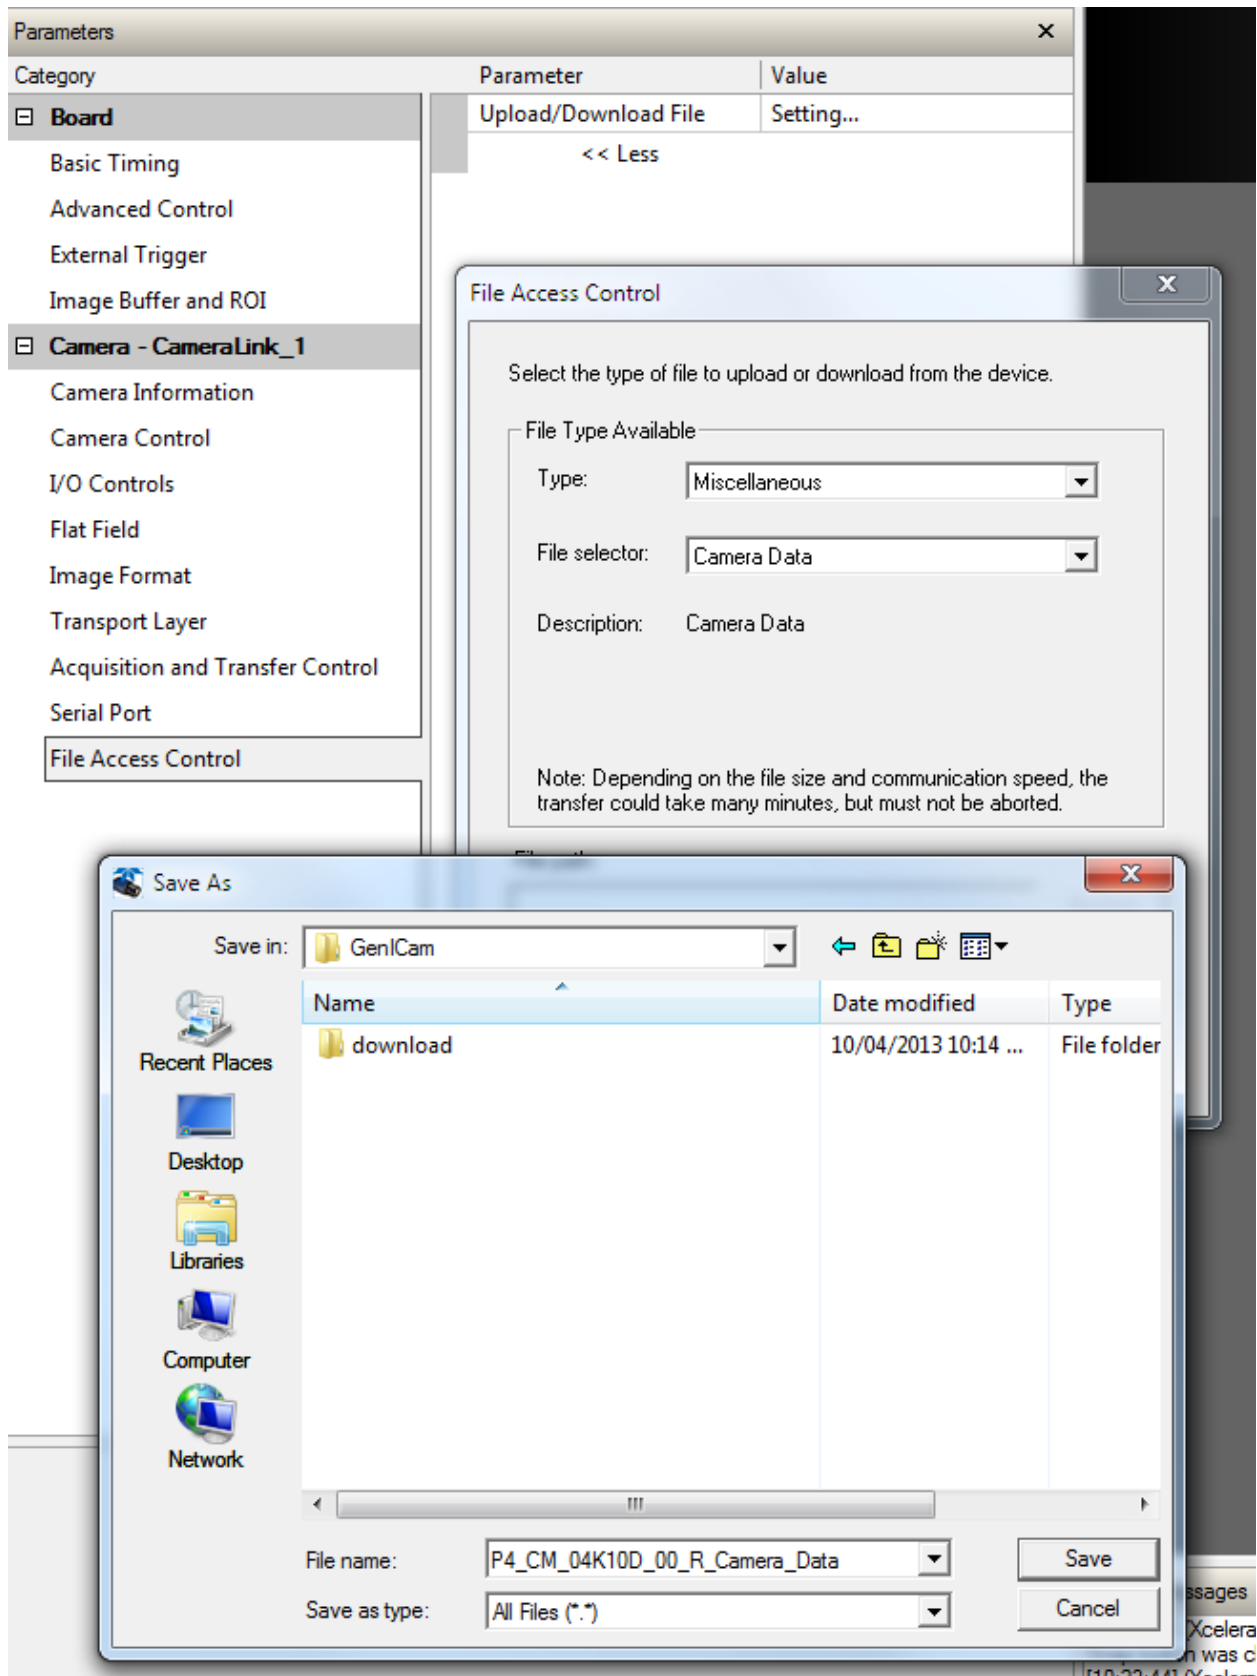 Parameters
Category
Parameter
Value
Board
Upload/Download File
Setting...
<< Less
Basic Timing
Advanced Control
External Trigger
Image Buffer and ROI
Camera - CameraLink_1
Camera Information
Camera Control
I/O Controls
Flat Field
Image Format
Transport Layer
Acquisition and Transfer Control
Serial Port
File Access Control
File Access Control
Select the type of file to upload or download from the device.
File Type Available
Type:
Miscellaneous
File selector:
Camera Data
Description:
Camera Data
Note: Depending on the file size and communication speed, the
transfer could take many minutes, but must not be aborted.
Save As
Save in:
GenICam
Name
Date modified
Type
download
10/04/2013 10:14 ...
File folder
Recent Places
Desktop
Libraries
Computer
Network
File name:
P4_CM_04K10D_00_R_Camera_Data
Save
Save as type:
All Files (*.*)
Cancel